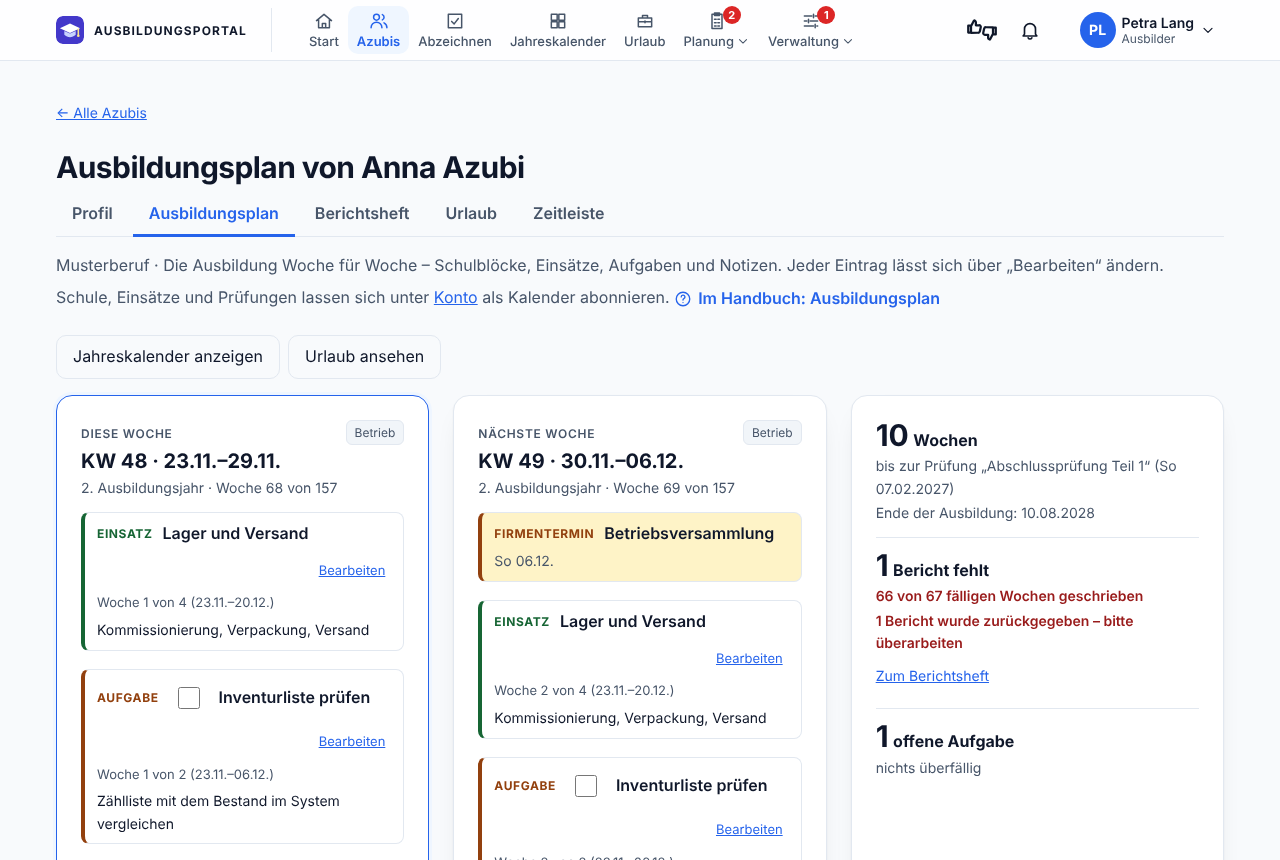 AUSBILDUNGSPORTAL
Start
Azubis
Abzeichnen
Jahreskalender
Urlaub
Planung
2
Verwaltung
1
PL
Petra Lang
Ausbilder
← Alle Azubis
Ausbildungsplan von Anna Azubi
Profil
Ausbildungsplan
Berichtsheft
Urlaub
Zeitleiste
Musterberuf · Die Ausbildung Woche für Woche – Schulblöcke, Einsätze, Aufgaben und Notizen. Jeder Eintrag lässt sich über „Bearbeiten“ ändern.
Schule, Einsätze und Prüfungen lassen sich unter Konto als Kalender abonnieren. Im Handbuch: Ausbildungsplan
Jahreskalender anzeigen
Urlaub ansehen
DIESE WOCHE
Betrieb
KW 48 · 23.11.–29.11.
2. Ausbildungsjahr · Woche 68 von 157
EINSATZ Lager und Versand
Bearbeiten
Woche 1 von 4 (23.11.–20.12.)
Kommissionierung, Verpackung, Versand
AUFGABE Inventurliste prüfen
Bearbeiten
Woche 1 von 2 (23.11.–06.12.)
Zählliste mit dem Bestand im System
vergleichen
NÄCHSTE WOCHE
Betrieb
KW 49 · 30.11.–06.12.
2. Ausbildungsjahr · Woche 69 von 157
FIRMENTERMIN Betriebsversammlung
So 06.12.
EINSATZ Lager und Versand
Bearbeiten
Woche 2 von 4 (23.11.–20.12.)
Kommissionierung, Verpackung, Versand
AUFGABE Inventurliste prüfen
Bearbeiten
10 Wochen
bis zur Prüfung „Abschlussprüfung Teil 1“ (So
07.02.2027)
Ende der Ausbildung: 10.08.2028
1 Bericht fehlt
66 von 67 fälligen Wochen geschrieben
1 Bericht wurde zurückgegeben – bitte
überarbeiten
Zum Berichtsheft
1 offene Aufgabe
nichts überfällig